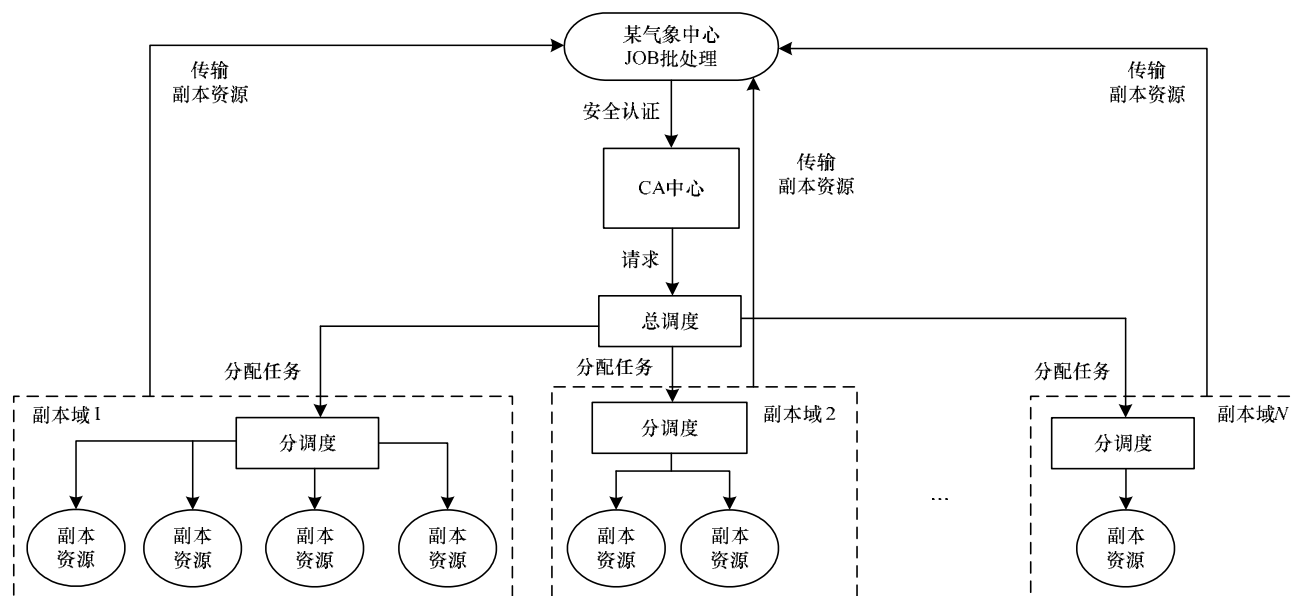 某气象中心
JOB批处理
传输
副本资源
传输
副本资源
安全认证
传输
副本资源
CA中心
请求
总调度
分配任务
分配任务
分配任务
副本域1
副本域2
副本域N
分调度
分调度
分调度
…
副本
资源
副本
资源
副本
资源
副本
资源
副本
资源
副本
资源
副本
资源